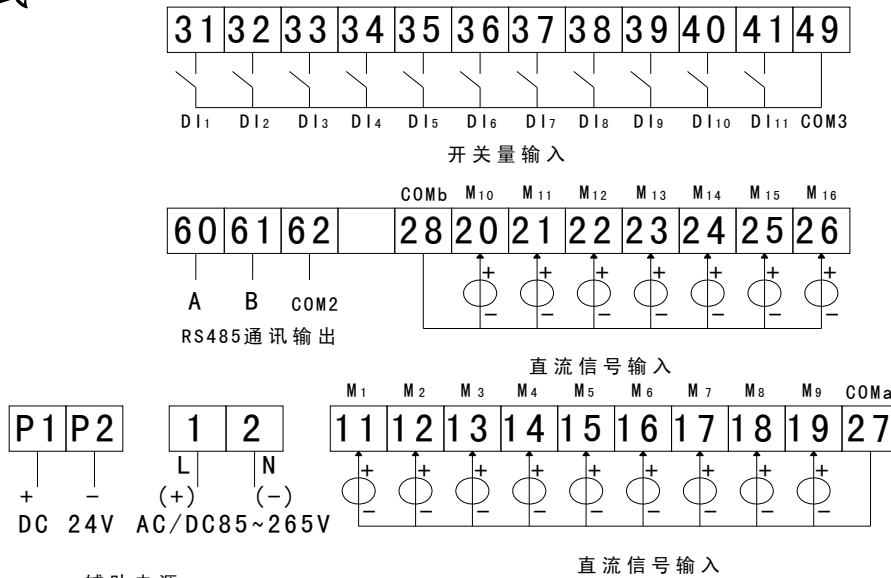 31 32 33 34 35 36 37 38 39 40 41 49
DI1 DI2 DI3 DI4 DI5 DI6 DI7 DI8 DI9 DI10 DI11 COM3
开关量输入
COMb M10 M11 M12 M13 M14 M15 M16
60 61 62 28 20 21 22 23 24 25 26
+ + + + + + +
A B COM2
- - - - - - -
RS485通讯输出
直流信号输入
M1 M2 M3 M4 M5 M6 M7 M8 M9 COMa
P1 P2 1 2 11 12 13 14 15 16 17 18 19 27
L N + + + + + + + + +
+ - (+) (-)
- - - - - - - - -
DC 24V AC/DC85~265V
直流信号输入